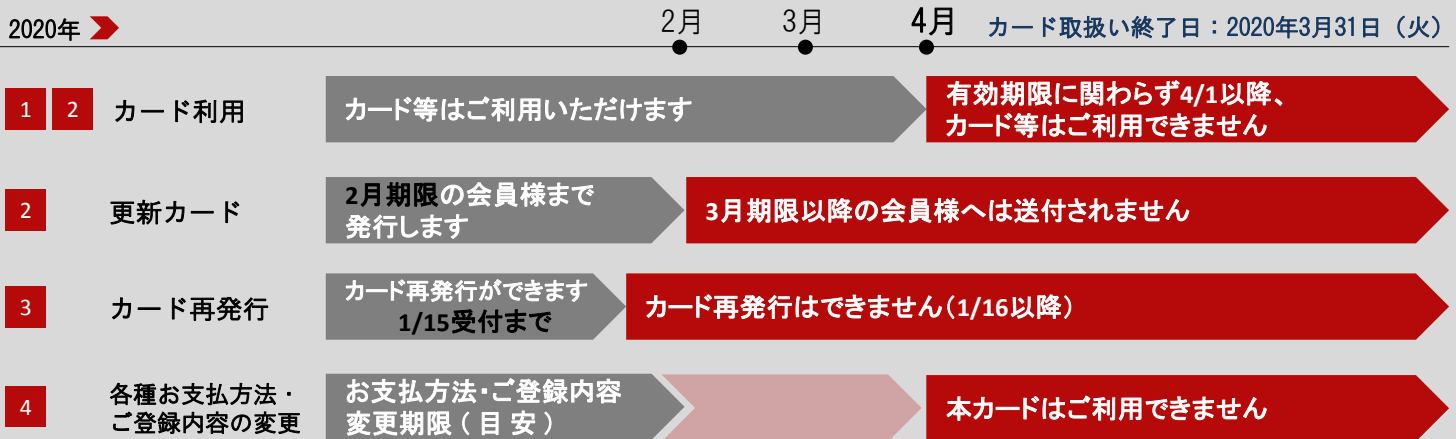 2020年
2月
3月
4月
カード取扱い終了日：2020年3月31日（火）
1 2 カード利用
カード等はご利用いただけます
有効期限に関わらず4/1以降、
カード等はご利用できません
2 更新カード
2月期限の会員様まで
発行します
3月期限以降の会員様へは送付されません
3 カード再発行
カード再発行ができます
1/15受付まで
カード再発行はできません（1/16以降）
4 各種お支払方法・
ご登録内容の変更
お支払方法・ご登録内容
変更期限（目安）
本カードはご利用できません